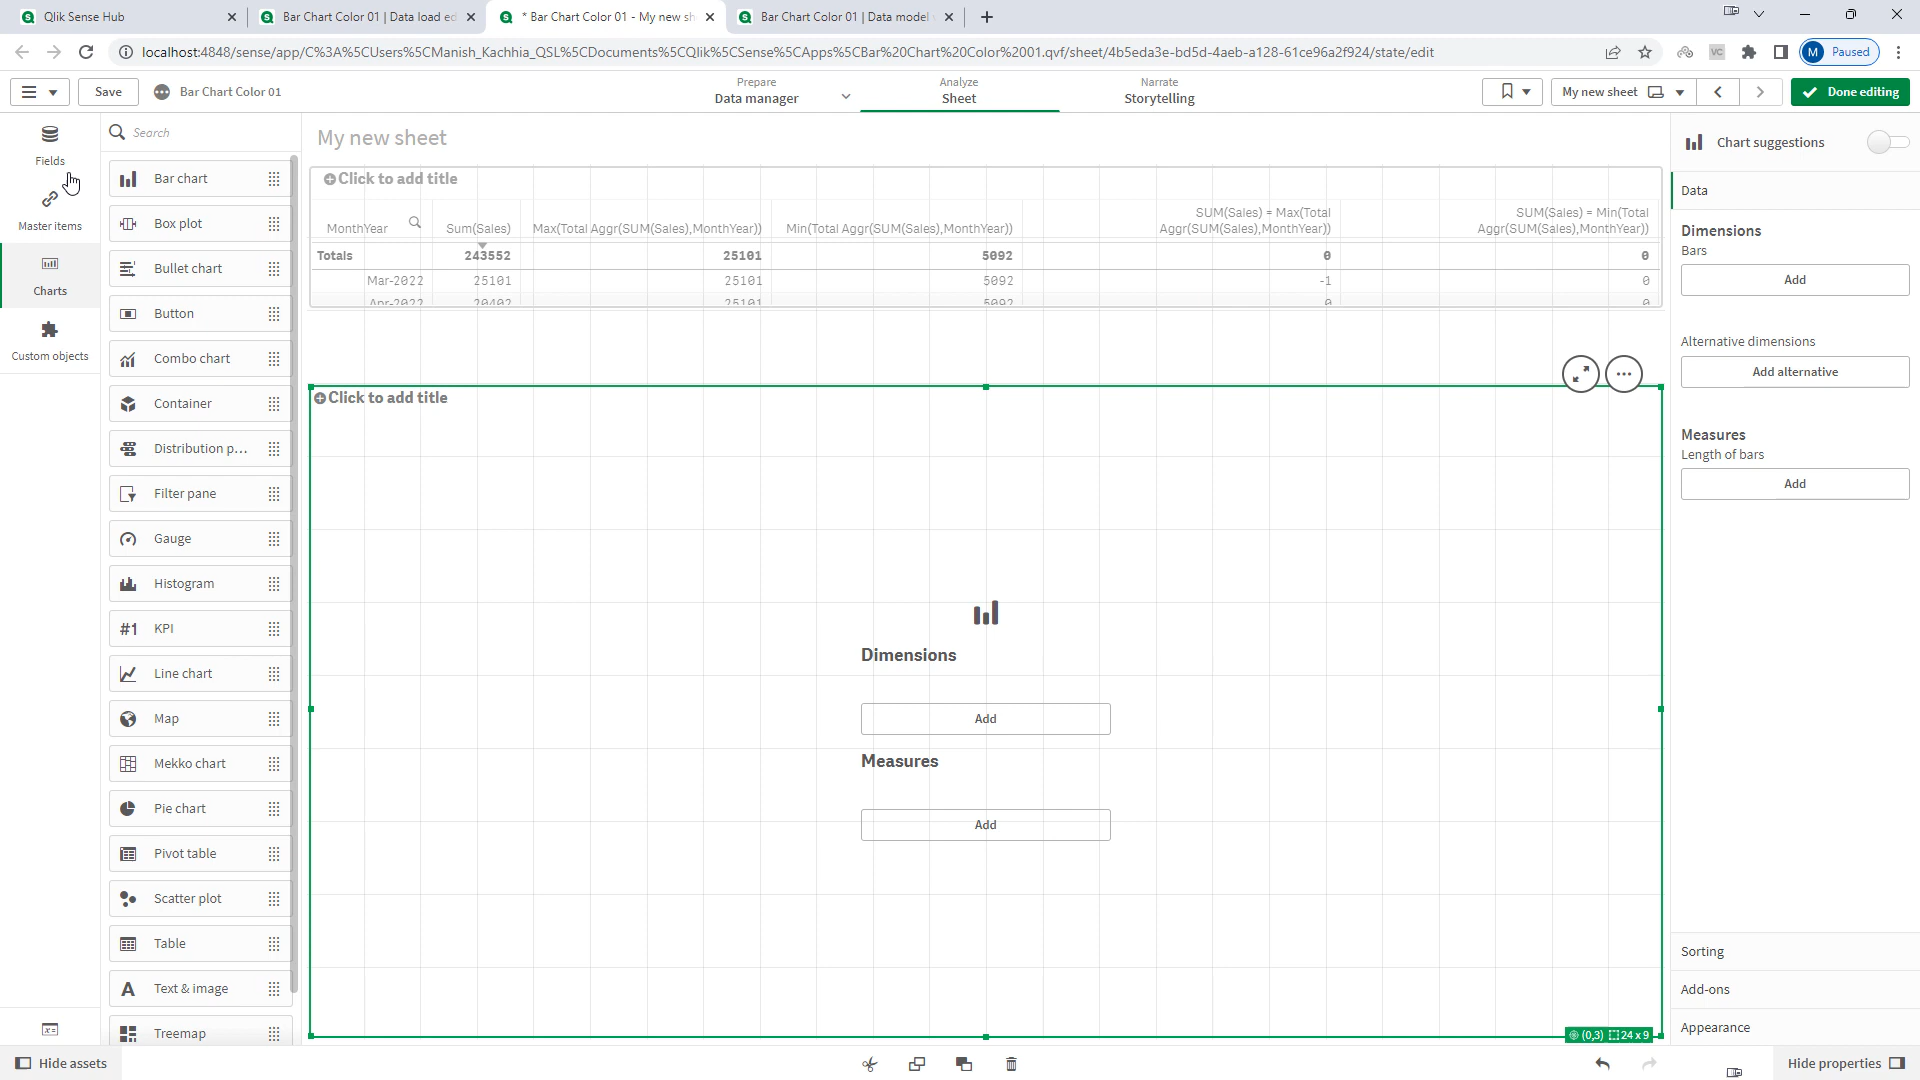 Qlik Sense Hub
Bar Chart Color 01 | Data load ed
* Bar Chart Color 01 - My new sh
Bar Chart Color 01 | Data model
localhost:4848/sense/app/C%3A%5CUsers%5CManish_Kachhia_QSL%5CDocuments%5CQlik%5CSense%5CApps%5CBar%20Chart%20Color%2001.qvf/sheet/4b5eda3e-bd5d-4aeb-a128-61ce96a2f924/state/edit
VC
M Paused
Save
Bar Chart Color 01
Prepare
Data manager
Analyze
Sheet
Narrate
Storytelling
My new sheet
Done editing
Fields
Master items
Charts
Custom objects
Search
Bar chart
Box plot
Bullet chart
Button
Combo chart
Container
Distribution p...
Filter pane
Gauge
Histogram
#1 KPI
Line chart
Map
Mekko chart
Pie chart
Pivot table
Scatter plot
Table
A Text & image
Treemap
My new sheet
Click to add title
MonthYear Sum(Sales) Max(Total Aggr(SUM(Sales),MonthYear)) Min(Total Aggr(SUM(Sales),MonthYear)) SUM(Sales) = Max(Total Aggr(SUM(Sales),MonthYear)) SUM(Sales) = Min(Total Aggr(SUM(Sales),MonthYear))
Totals 243552 25101 5092 0 0
Mar-2022 25101 25101 5092 -1 0
Apr-2022 20402 25101 5092 0 0
Click to add title
Dimensions
Add
Measures
Add
(0,3) 24 x 9
Chart suggestions
Data
Dimensions
Bars
Add
Alternative dimensions
Add alternative
Measures
Length of bars
Add
Sorting
Add-ons
Appearance
Hide assets
Hide properties